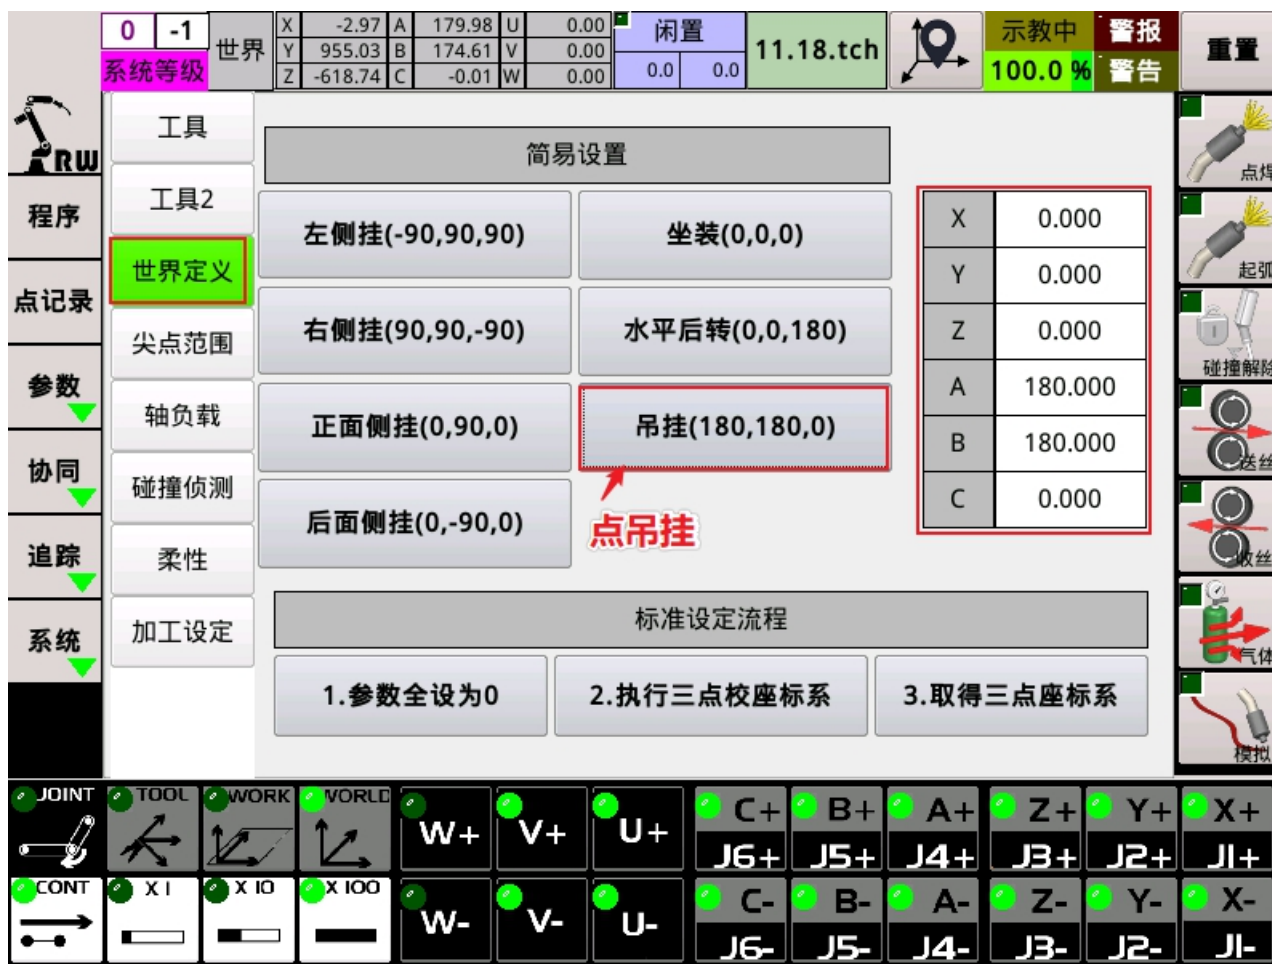 0 -1
系统等级
世界
X -2.97 A 179.98 U 0.00
Y 955.03 B 174.61 V 0.00
Z -618.74 C -0.01 W 0.00
闲置
0.0 0.0
11.18.tch
示教中
100.0 %
警报
警告
重置
RW
程序
点记录
参数
协同
追踪
系统
工具
工具2
世界定义
尖点范围
轴负载
碰撞侦测
柔性
加工设定
简易设置
左侧挂(-90,90,90) 坐装(0,0,0)
右侧挂(90,90,-90) 水平后转(0,0,180)
正面侧挂(0,90,0) 吊挂(180,180,0)
后面侧挂(0,-90,0)
点吊挂
X 0.000
Y 0.000
Z 0.000
A 180.000
B 180.000
C 0.000
标准设定流程
1.参数全设为0 2.执行三点校座标系 3.取得三点座标系
点焊
起弧
碰撞解除
送丝
收丝
气体
模拟
JOINT TOOL WORK WORLD W+ V+ U+ C+ B+ A+ Z+ Y+ X+
J6+ J5+ J4+ J3+ J2+ J1+
CONT X 1 X 10 X 100 W- V- U- C- B- A- Z- Y- X-
J6- J5- J4- J3- J2- J1-